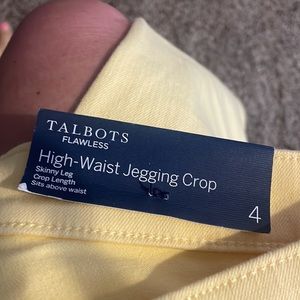 TALBOTS
FLAWLESS
High-Waist Jegging Crop
Skinny Leg
Crop Length
Sits above waist
4